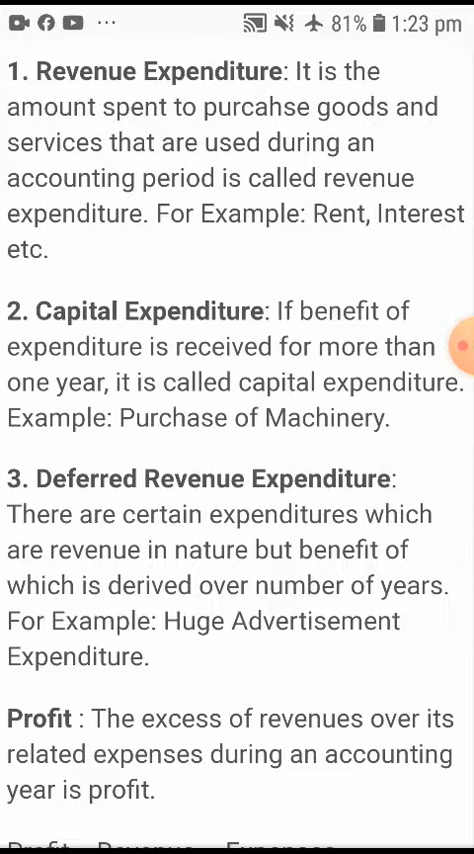 81% 1:23 pm
1. Revenue Expenditure: It is the
amount spent to purcahse goods and
services that are used during an
accounting period is called revenue
expenditure. For Example: Rent, Interest
etc.
2. Capital Expenditure: If benefit of
expenditure is received for more than
one year, it is called capital expenditure.
Example: Purchase of Machinery.
3. Deferred Revenue Expenditure:
There are certain expenditures which
are revenue in nature but benefit of
which is derived over number of years.
For Example: Huge Advertisement
Expenditure.
Profit : The excess of revenues over its
related expenses during an accounting
year is profit.